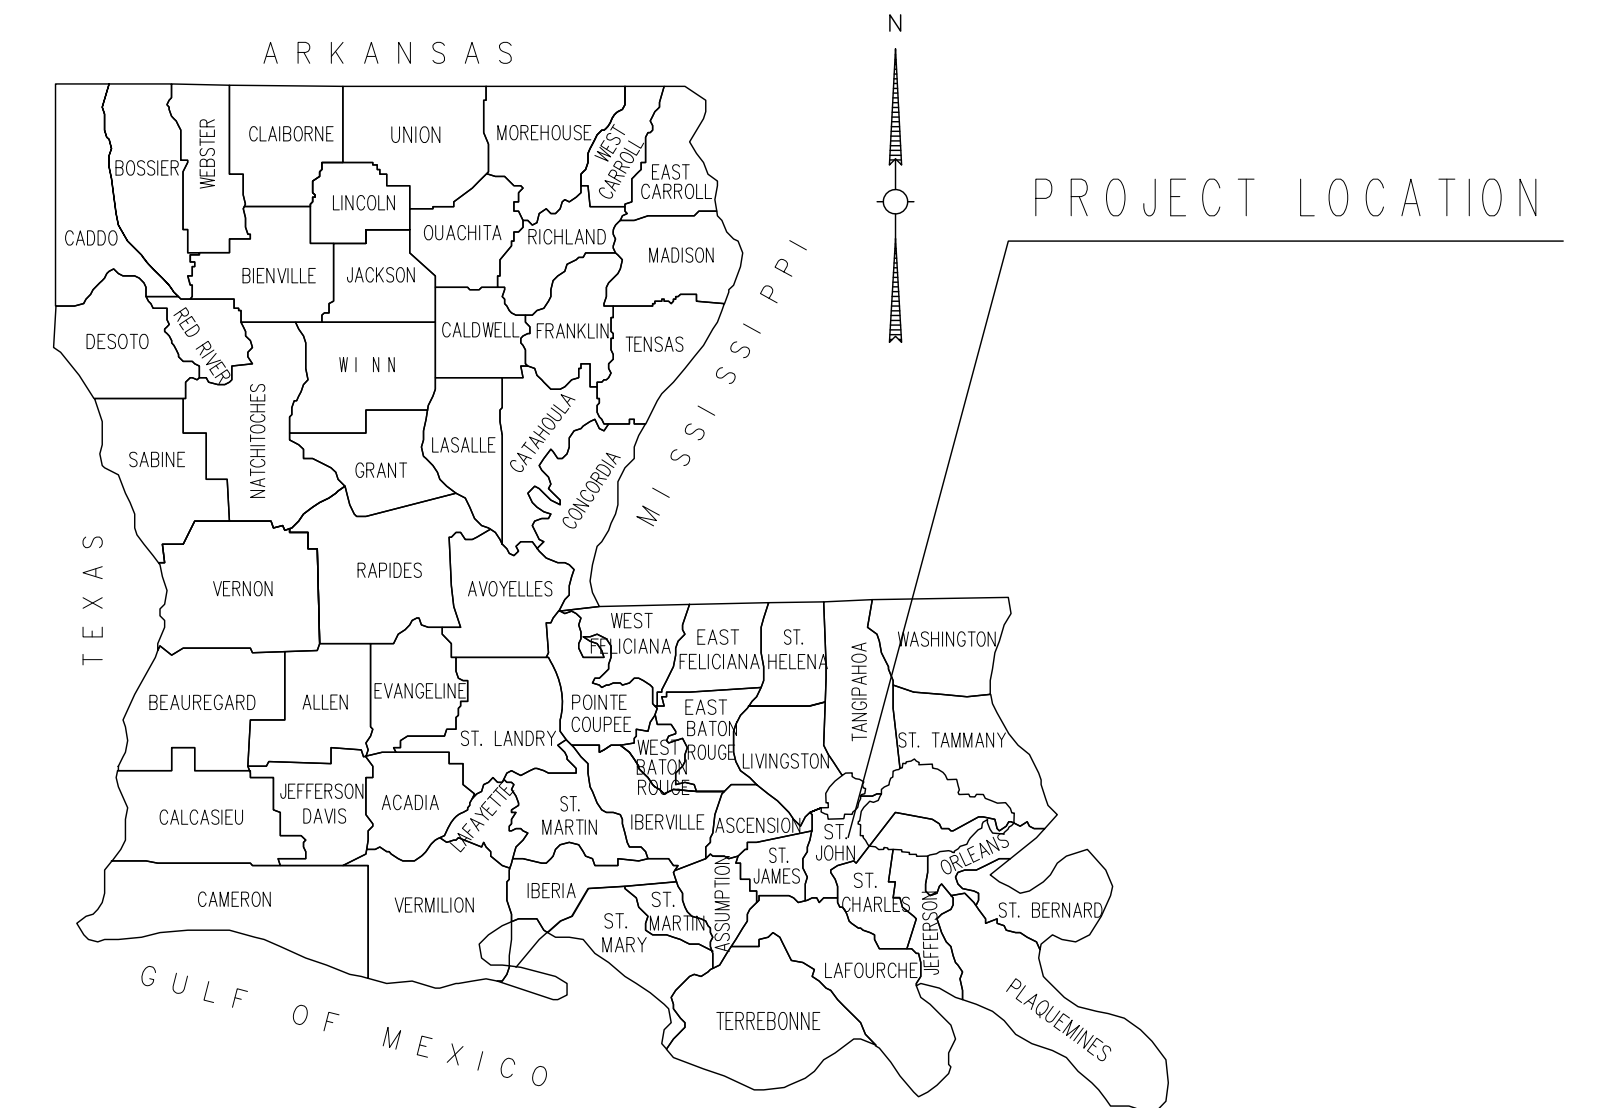 N
ARKANSAS
PROJECT LOCATION
MISSISSIPPI
TEXAS
GULF OF MEXICO
CADDO
BOSSIER
WEBSTER
CLAIBORNE
UNION
MOREHOUSE
WEST
CARROLL
EAST
CARROLL
LINCOLN
OUACHITA
RICHLAND
MADISON
BIENVILLE
JACKSON
DESOTO
RED RIVER
WINN
CALDWELL
FRANKLIN
TENSAS
NATCHITOCHES
SABINE
GRANT
LASALLE
CATAHOULA
CONCORDIA
VERNON
RAPIDES
AVOYELLES
WEST
FELICIANA
EAST
FELICIANA
ST.
HELENA
TANGIPAHOA
WASHINGTON
BEAUREGARD
ALLEN
EVANGELINE
ST. LANDRY
POINTE
COUPEE
WEST
BATON
ROUGE
EAST
BATON
ROUGE
LIVINGSTON
ST. TAMMANY
CALCASIEU
JEFFERSON
DAVIS
ACADIA
LAFAYETTE
ST.
MARTIN
IBERVILLE
ASCENSION
ST.
JOHN
ORLEANS
ST.
JAMES
ST.
CHARLES
CAMERON
VERMILION
IBERIA
ST.
MARTIN
ST.
MARY
ASSUMPTION
JEFFERSON
ST. BERNARD
LAFOURCHE
TERREBONNE
PLAQUEMINES